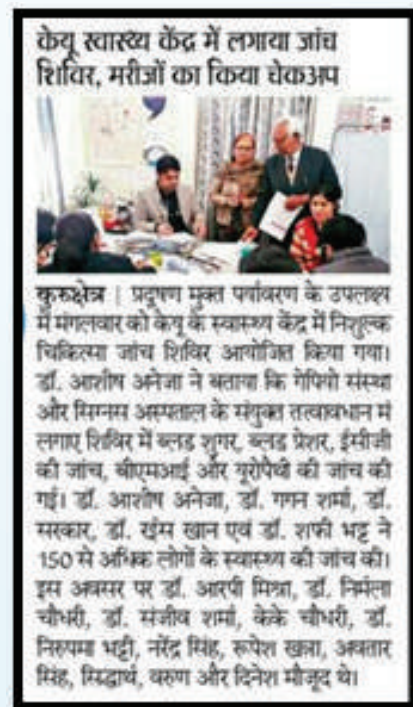 केयू स्वास्थ्य केंद्र में लगाया जांच
शिविर, मरीजों का किया चेकअप
कुरुक्षेत्र | प्रदूषण मुक्त पर्यावरण के उपलक्ष्य
में मंगलवार को केयू के स्वास्थ्य केंद्र में निशुल्क
चिकित्सा जांच शिविर आयोजित किया गया।
डॉ. आशीष अनेजा ने बताया कि गेपियो संस्था
और सिग्नस अस्पताल के संयुक्त तत्वावधान में
लगाए शिविर में ब्लड शुगर, ब्लड प्रेशर, ईसीजी
की जांच, बीएमआई और यूरोपैथी की जांच की
गई। डॉ. आशीष अनेजा, डॉ. गगन शर्मा, डॉ.
सरकार, डॉ. रईस खान एवं डॉ. शफी भट्ट ने
150 से अधिक लोगों के स्वास्थ्य की जांच की।
इस अवसर पर डॉ. आरपी मिश्रा, डॉ. निर्मला
चौधरी, डॉ. संजीव शर्मा, केके चौधरी, डॉ.
निरुपमा भट्टी, नरेंद्र सिंह, रूपेश खन्ना, अवतार
सिंह, सिद्धार्थ, वरुण और दिनेश मौजूद थे।